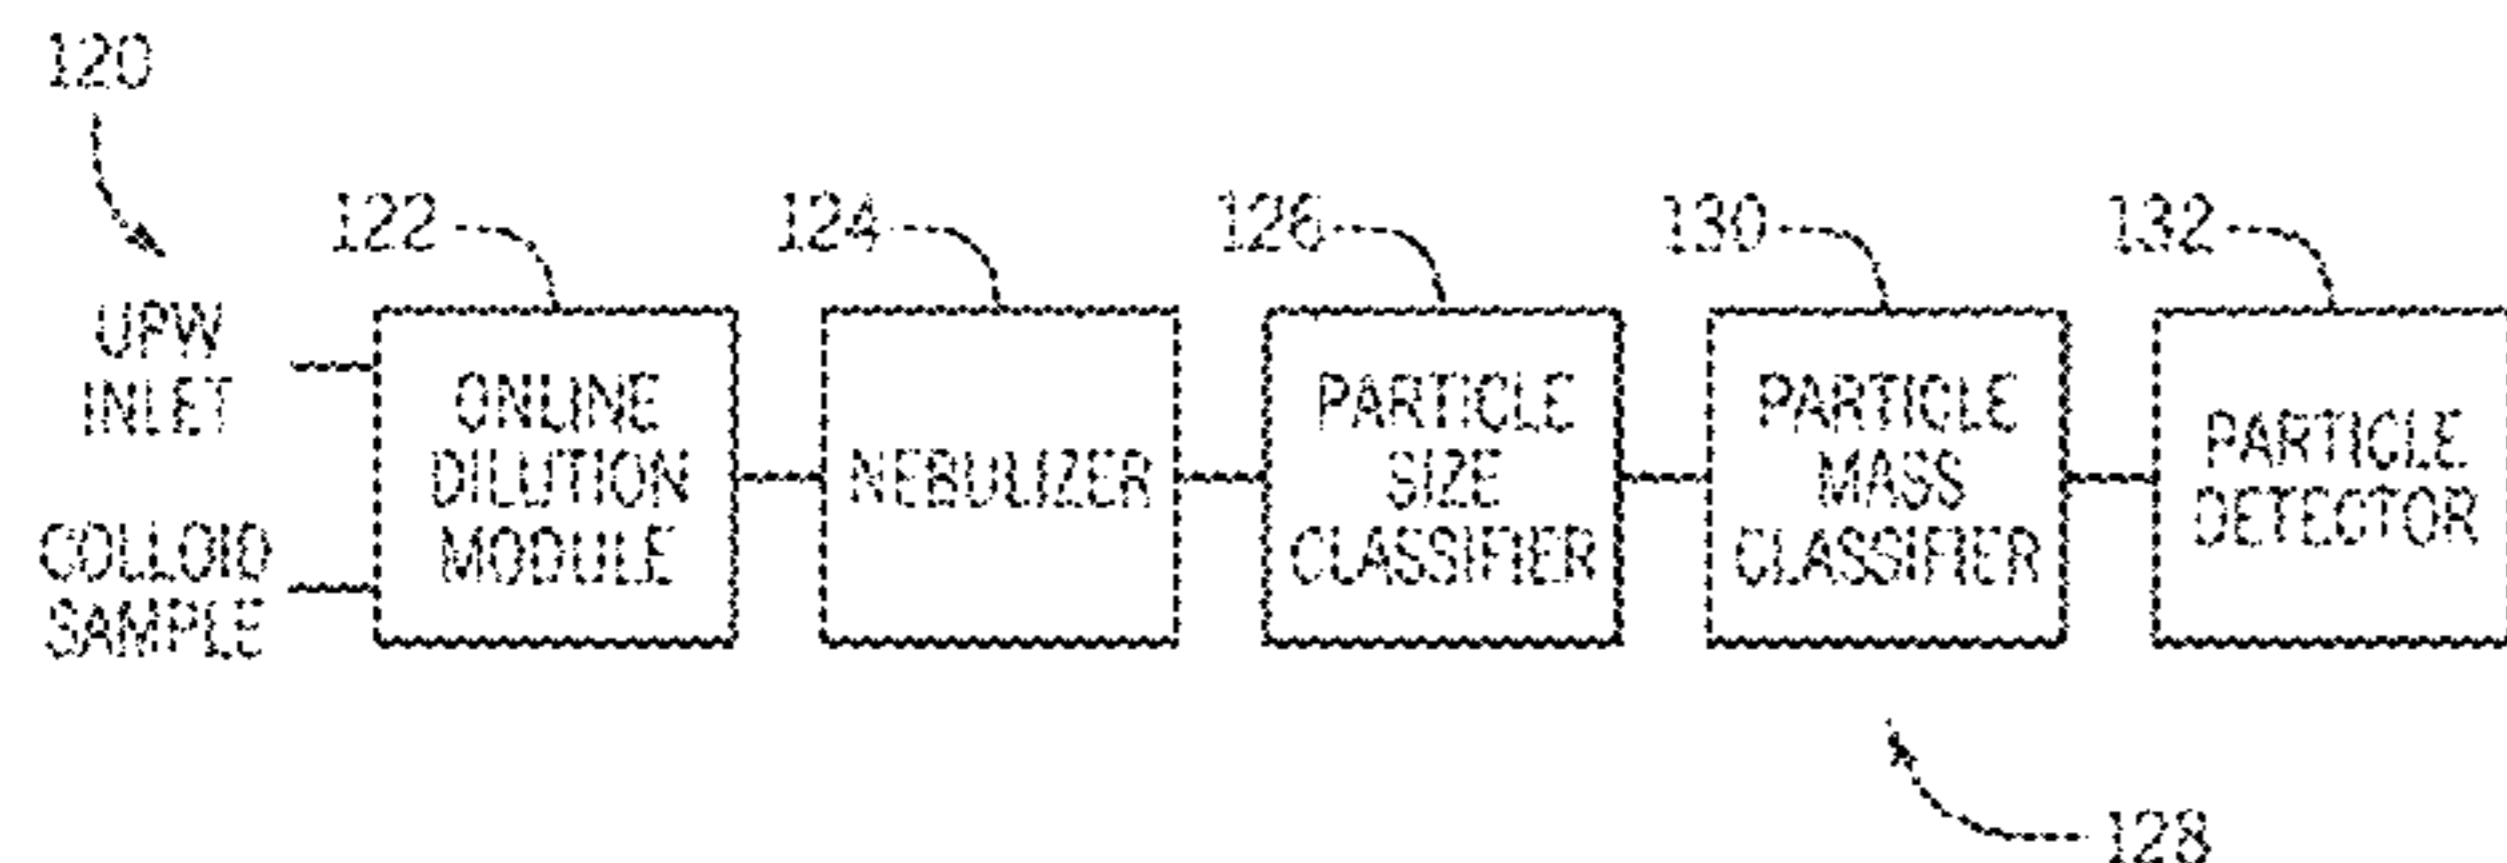 120
122
124
126
130
132
UPW
INLET
COLLOID
SAMPLE
ONLINE
DILUTION
MODULE
NEBULIZER
PARTICLE
SIZE
CLASSIFIER
PARTICLE
MASS
CLASSIFIER
PARTICLE
DETECTOR
128